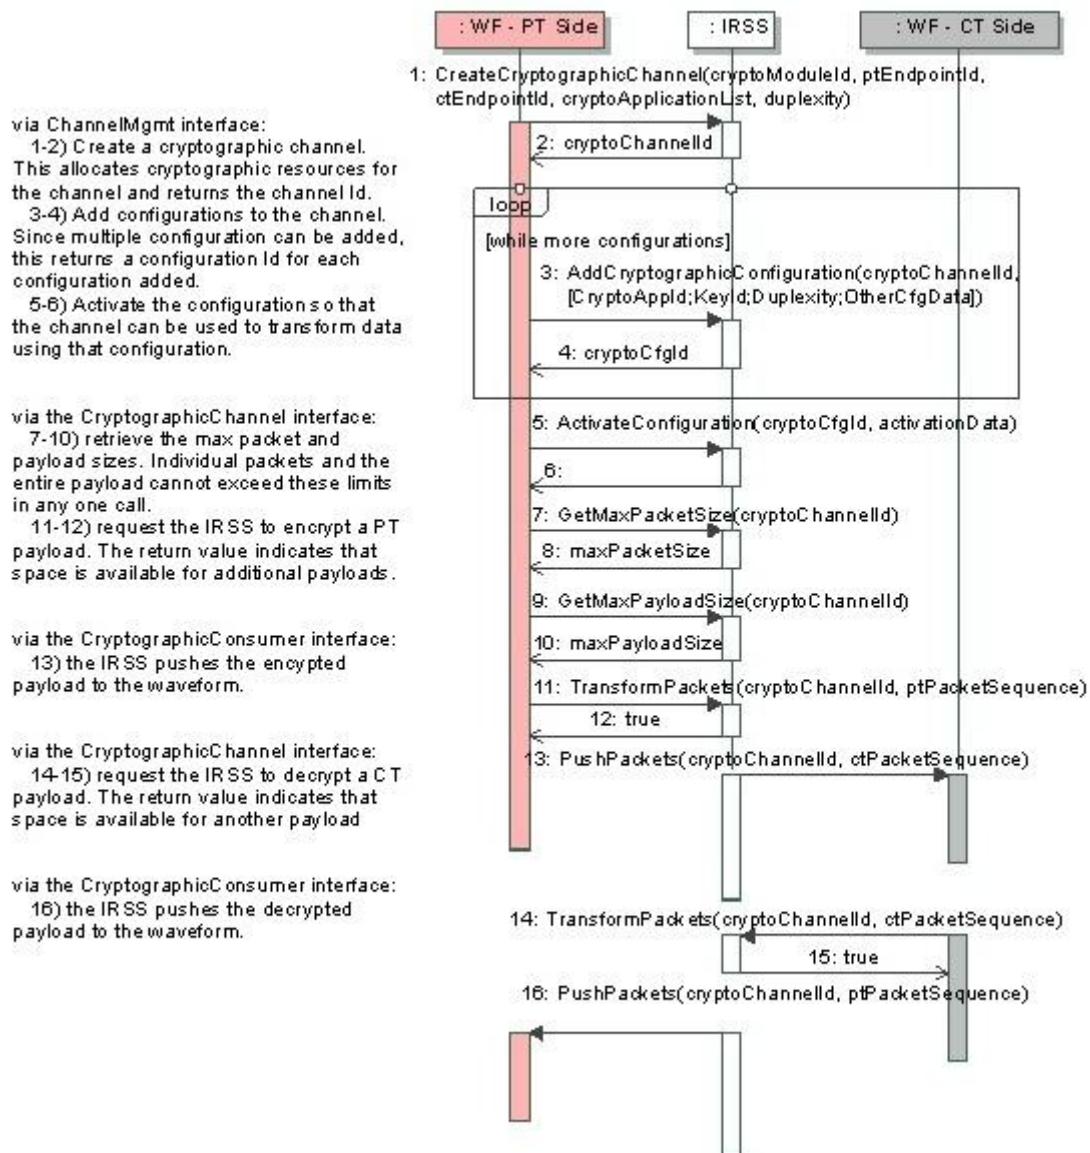 : WF - PT Side
: IRSS
: WF - CT Side
1: CreateCryptographicChannel(cryptoModuleId, ptEndpointId,
ctEndpointId, cryptoApplicationList, duplexity)
via ChannelMgmt interface:
1-2) Create a cryptographic channel.
This allocates cryptographic resources for
the channel and returns the channel Id.
3-4) Add configurations to the channel.
Since multiple configuration can be added,
this returns a configuration Id for each
configuration added.
5-6) Activate the configuration so that
the channel can be used to transform data
using that configuration.
2: cryptoChannelId
loop
[while more configurations]
3: AddCryptographicConfiguration(cryptoChannelId,
[CryptoAppId;KeyId;Duplexity;OtherCfgData])
4: cryptoCfgId
via the CryptographicChannel interface:
7-10) retrieve the max packet and
payload sizes. Individual packets and the
entire payload cannot exceed these limits
in any one call.
11-12) request the IRSS to encrypt a PT
payload. The return value indicates that
space is available for additional payloads.
5: ActivateConfiguration(cryptoCfgId, activationData)
6:
7: GetMaxPacketSize(cryptoChannelId)
8: maxPacketSize
9: GetMaxPayloadSize(cryptoChannelId)
10: maxPayloadSize
via the CryptographicConsumer interface:
13) the IRSS pushes the encrypted
payload to the waveform.
11: TransformPackets(cryptoChannelId, ptPacketSequence)
12: true
13: PushPackets(cryptoChannelId, ctPacketSequence)
via the CryptographicChannel interface:
14-15) request the IRSS to decrypt a CT
payload. The return value indicates that
space is available for another payload
via the CryptographicConsumer interface:
16) the IRSS pushes the decrypted
payload to the waveform.
14: TransformPackets(cryptoChannelId, ctPacketSequence)
15: true
16: PushPackets(cryptoChannelId, ptPacketSequence)